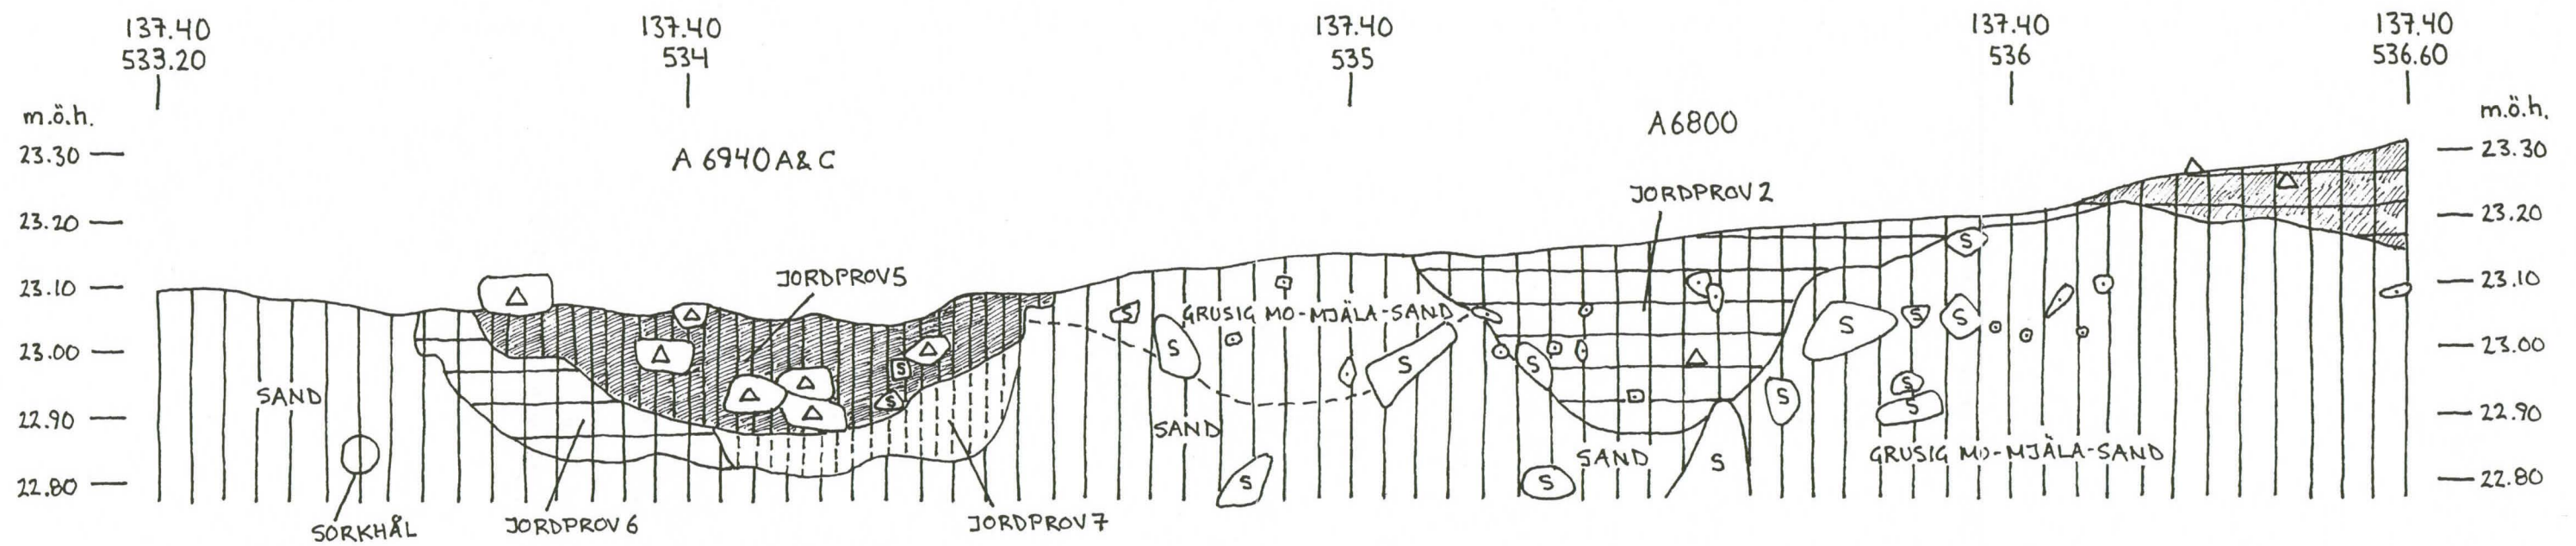 137.40
533.20
137.40
534
137.40
535
137.40
536
137.40
536.60
m.ö.h.
m.ö.h.
A6800
A 6940 A & C
23.30
23.30
JORDPROV 2
23.20
23.20
JORDPROV 5
23.10
23.10
GRUSIG MO-MJÄLA-SAND
S
S
S
S
S
S
S
S
S
S
23.00
23.00
S
S
S
S
SAND
22.90
22.90
SAND
SAND
GRUSIG MO-MJÄLA-SAND
S
S
S
22.80
22.80
SORKHÅL
JORDPROV 6
JORDPROV 7